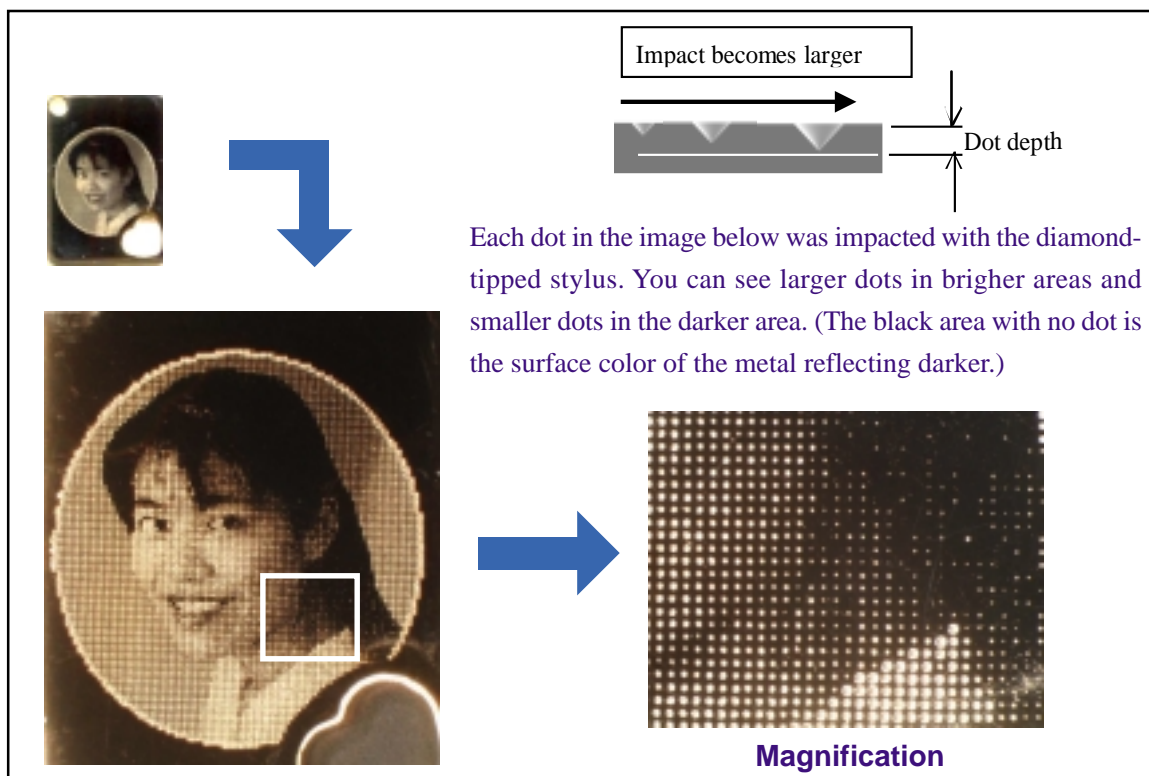 Impact becomes larger
Dot depth
Each dot in the image below was impacted with the diamond-
tipped stylus. You can see larger dots in brigher areas and
smaller dots in the darker area. (The black area with no dot is
the surface color of the metal reflecting darker.)
Magnification